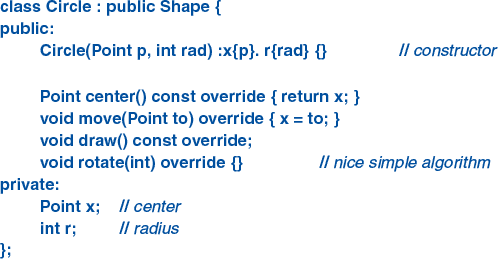 class Circle : public Shape {
public:
Circle(Point p, int rad) :x{p}. r{rad} {} // constructor
Point center() const override { return x; }
void move(Point to) override { x = to; }
void draw() const override;
void rotate(int) override {} // nice simple algorithm
private:
Point x; // center
int r; // radius
};